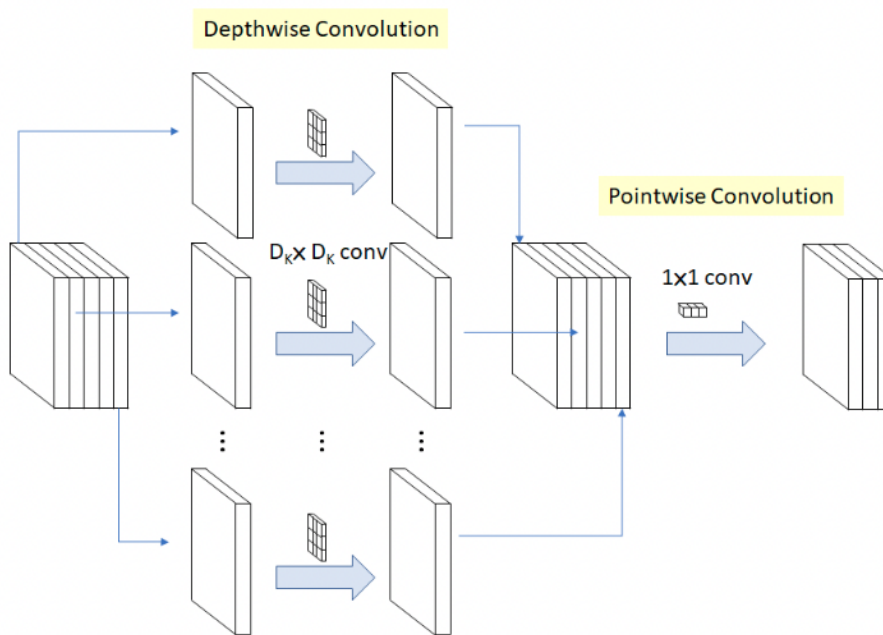 Depthwise Convolution
Pointwise Convolution
DK x DK conv
1x1 conv